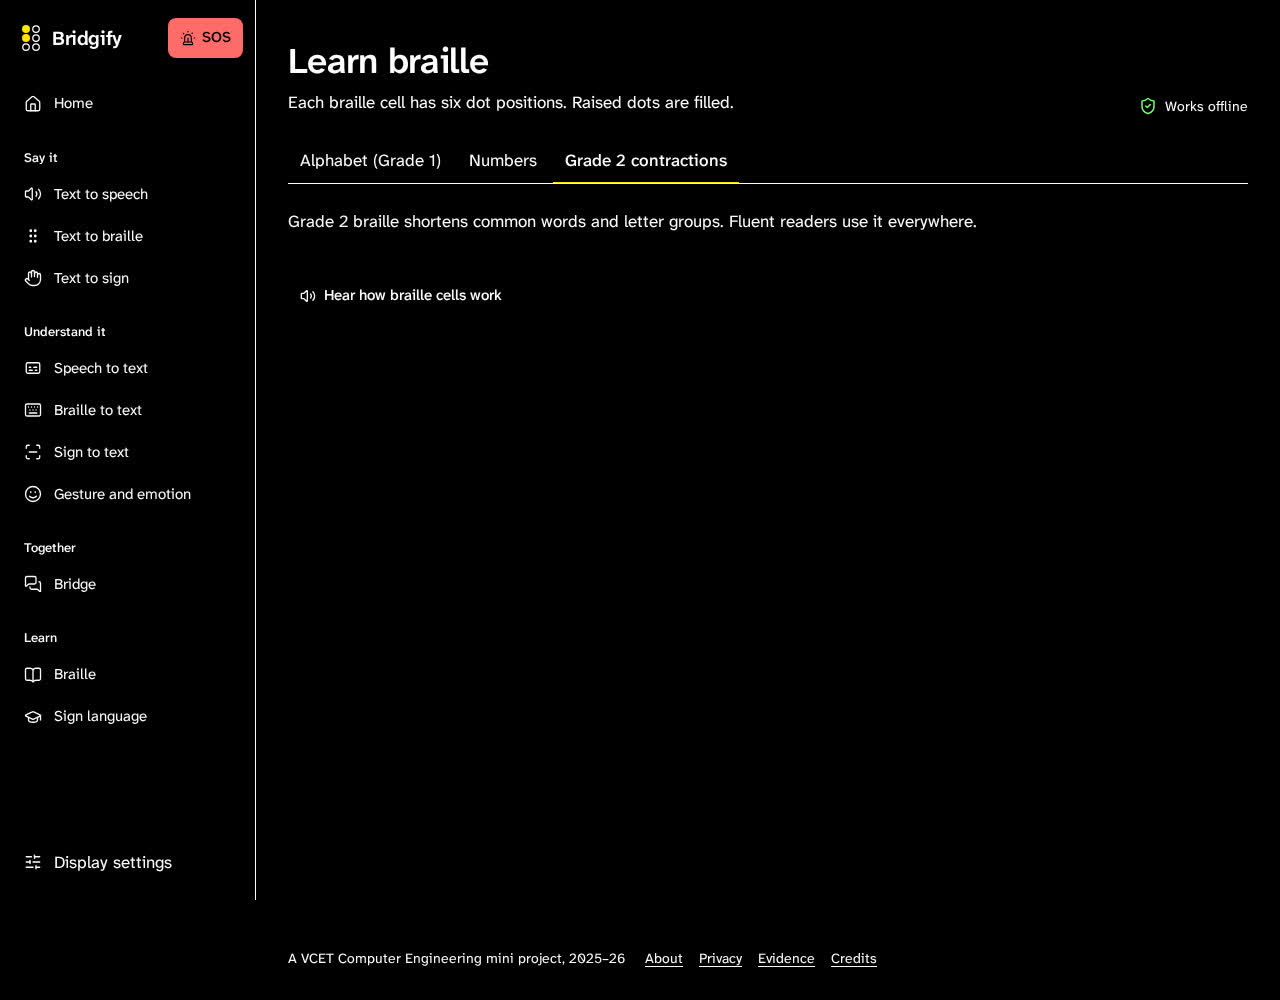 Bridgify
SOS
Home
Say it
Text to speech
Text to braille
Text to sign
Understand it
Speech to text
Braille to text
Sign to text
Gesture and emotion
Together
Bridge
Learn
Braille
Sign language
Display settings
Learn braille
Each braille cell has six dot positions. Raised dots are filled.
Works offline
Alphabet (Grade 1) Numbers Grade 2 contractions
Grade 2 braille shortens common words and letter groups. Fluent readers use it everywhere.
Hear how braille cells work
A VCET Computer Engineering mini project, 2025–26 About Privacy Evidence Credits